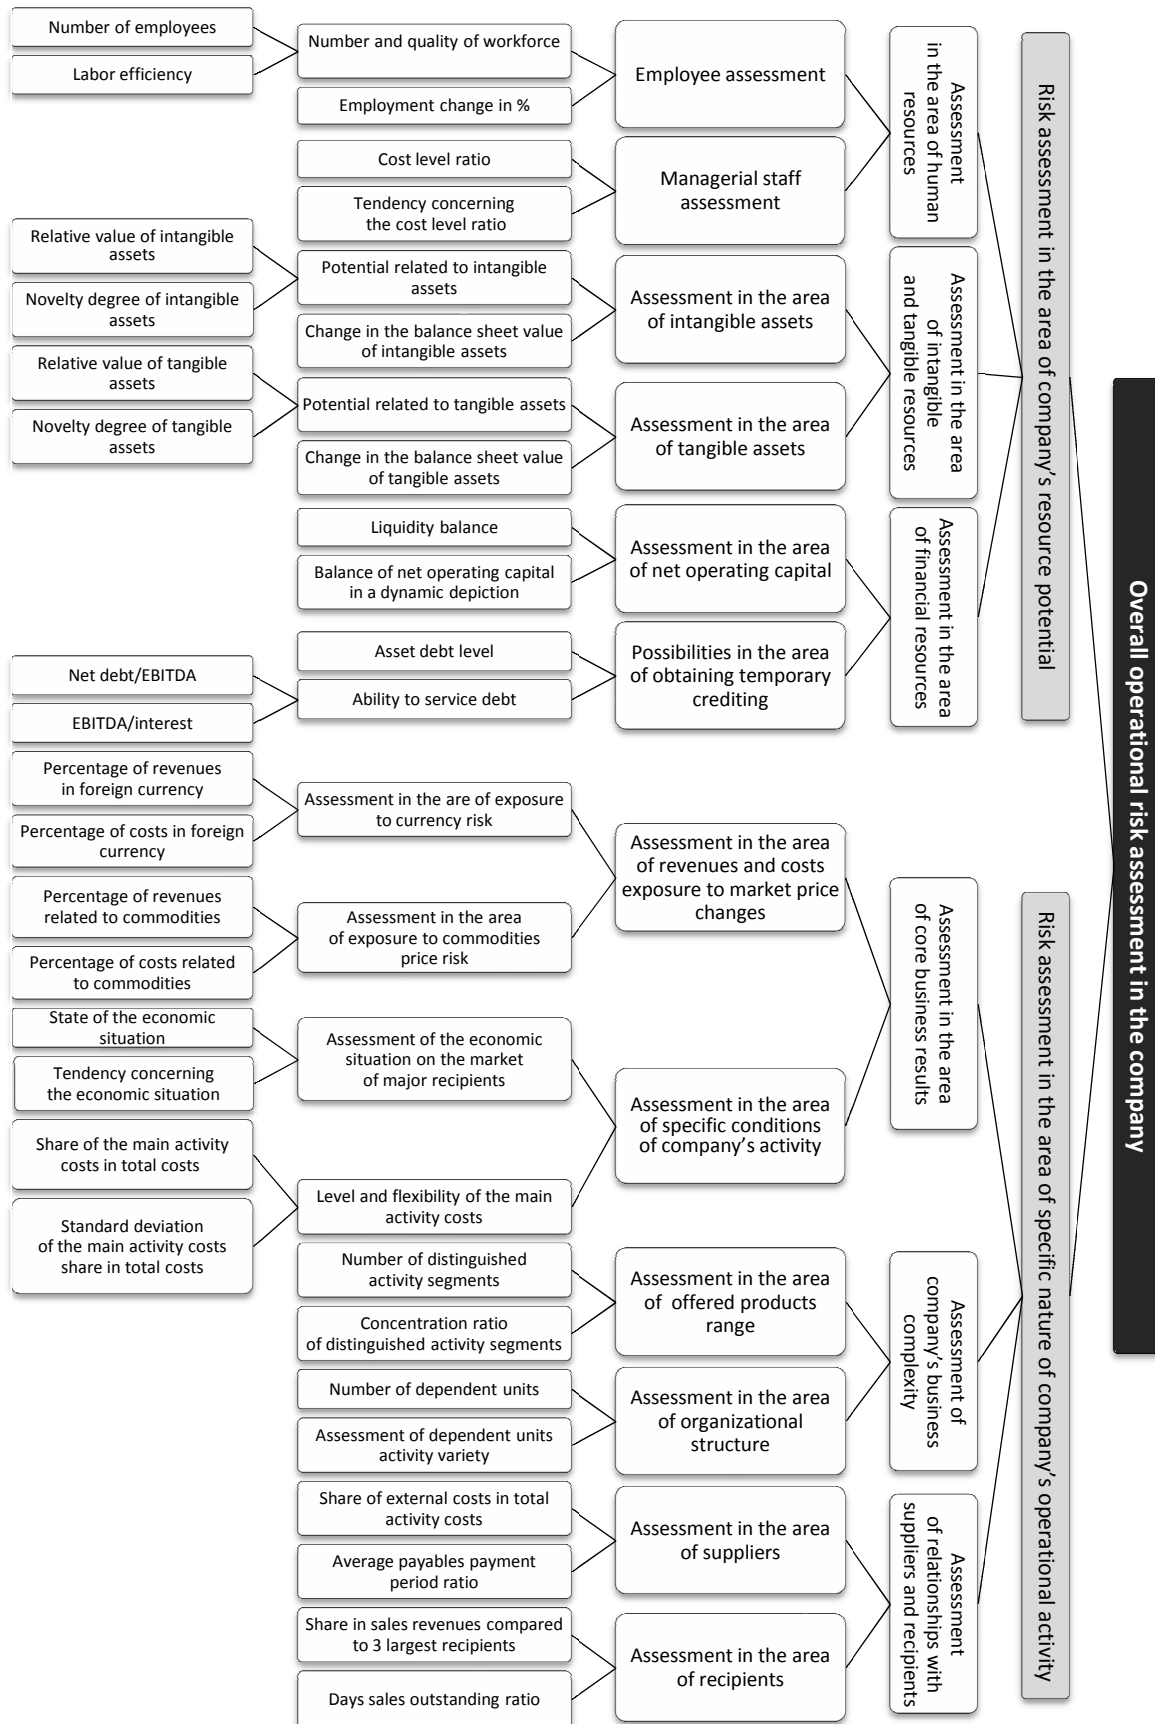 Number of employees
Labor efficiency
Relative value of intangible
assets
Novelty degree of intangible
assets
Relative value of tangible
assets
Novelty degree of tangible
assets
Net debt/EBITDA
EBITDA/interest
Percentage of revenues
in foreign currency
Percentage of costs in foreign
currency
Percentage of revenues
related to commodities
Percentage of costs related
to commodities
State of the economic
situation
Tendency concerning
the economic situation
Share of the main activity
costs in total costs
Standard deviation
of the main activity costs
share in total costs
Number and quality of workforce
Employment change in %
Cost level ratio
Tendency concerning
the cost level ratio
Potential related to intangible
assets
Change in the balance sheet value
of intangible assets
Potential related to tangible assets
Change in the balance sheet value
of tangible assets
Liquidity balance
Balance of net operating capital
in a dynamic depiction
Asset debt level
Ability to service debt
Assessment in the are of exposure
to currency risk
Assessment in the area
of exposure to commodities
price risk
Assessment of the economic
situation on the market
of major recipients
Level and flexibility of the main
activity costs
Number of distinguished
activity segments
Concentration ratio
of distinguished activity segments
Number of dependent units
Assessment of dependent units
activity variety
Share of external costs in total
activity costs
Average payables payment
period ratio
Share in sales revenues compared
to 3 largest recipients
Days sales outstanding ratio
Employee assessment
Managerial staff
assessment
Assessment in the area
of intangible assets
Assessment in the area
of tangible assets
Assessment in the area
of net operating capital
Possibilities in the area
of obtaining temporary
crediting
Assessment in the area
of revenues and costs
exposure to market price
changes
Assessment in the area
of specific conditions
of company's activity
Assessment in the area
of offered products
range
Assessment in the area
of organizational
structure
Assessment in the area
of suppliers
Assessment in the area
of recipients
Assessment
in the area of human
resources
Assessment in the area
of intangible
and tangible resources
Assessment in the area
of financial resources
Assessment in the area
of core business results
Assessment of
company's business
complexity
Assessment
of relationships with
suppliers and recipients
Risk assessment in the area of company's resource potential
Risk assessment in the area of specific nature of company's operational activity
Overall operational risk assessment in the company